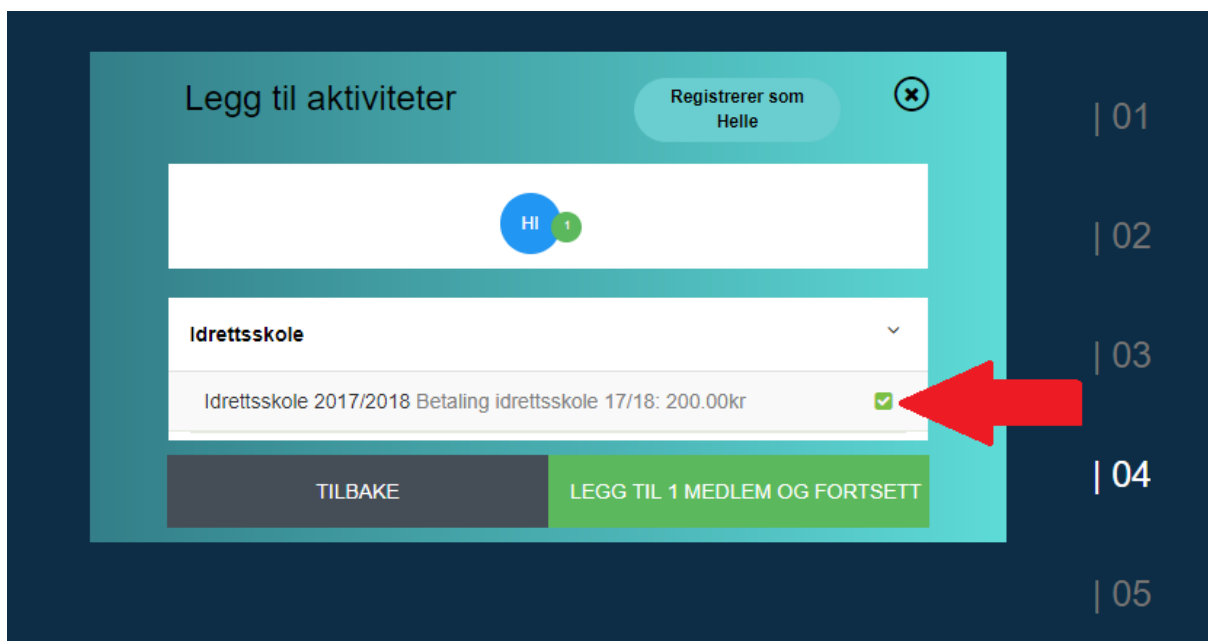 Legg til aktiviteter
Registrerer som
Helle
HI
1
Idrettsskole
Idrettsskole 2017/2018 Betaling idrettsskole 17/18: 200.00kr
TILBAKE
LEGG TIL 1 MEDLEM OG FORTSETT
| 01
| 02
| 03
| 04
| 05